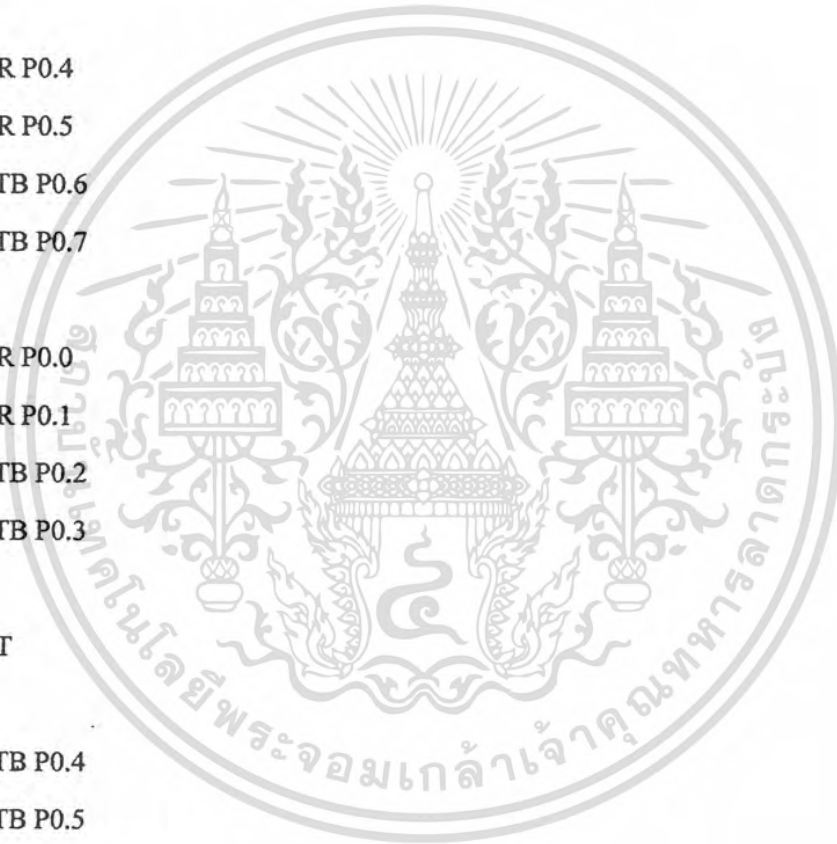 R P0.4
R P0.5
TB P0.6
TB P0.7
R P0.0
R P0.1
TB P0.2
TB P0.3
T
TB P0.4
TB P0.5
สถาบันเทคโนโลยีพระจอมเกล้าเจ้าคุณทหารลาดกระบัง